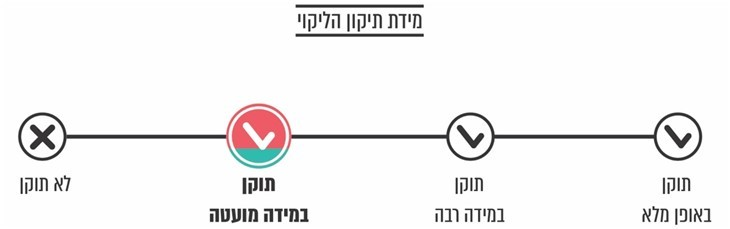 מידת תיקון הליקוי
תוקן
באופן מלא
תוקן
במידה רבה
תוקן
במידה מועטה
לא תוקן